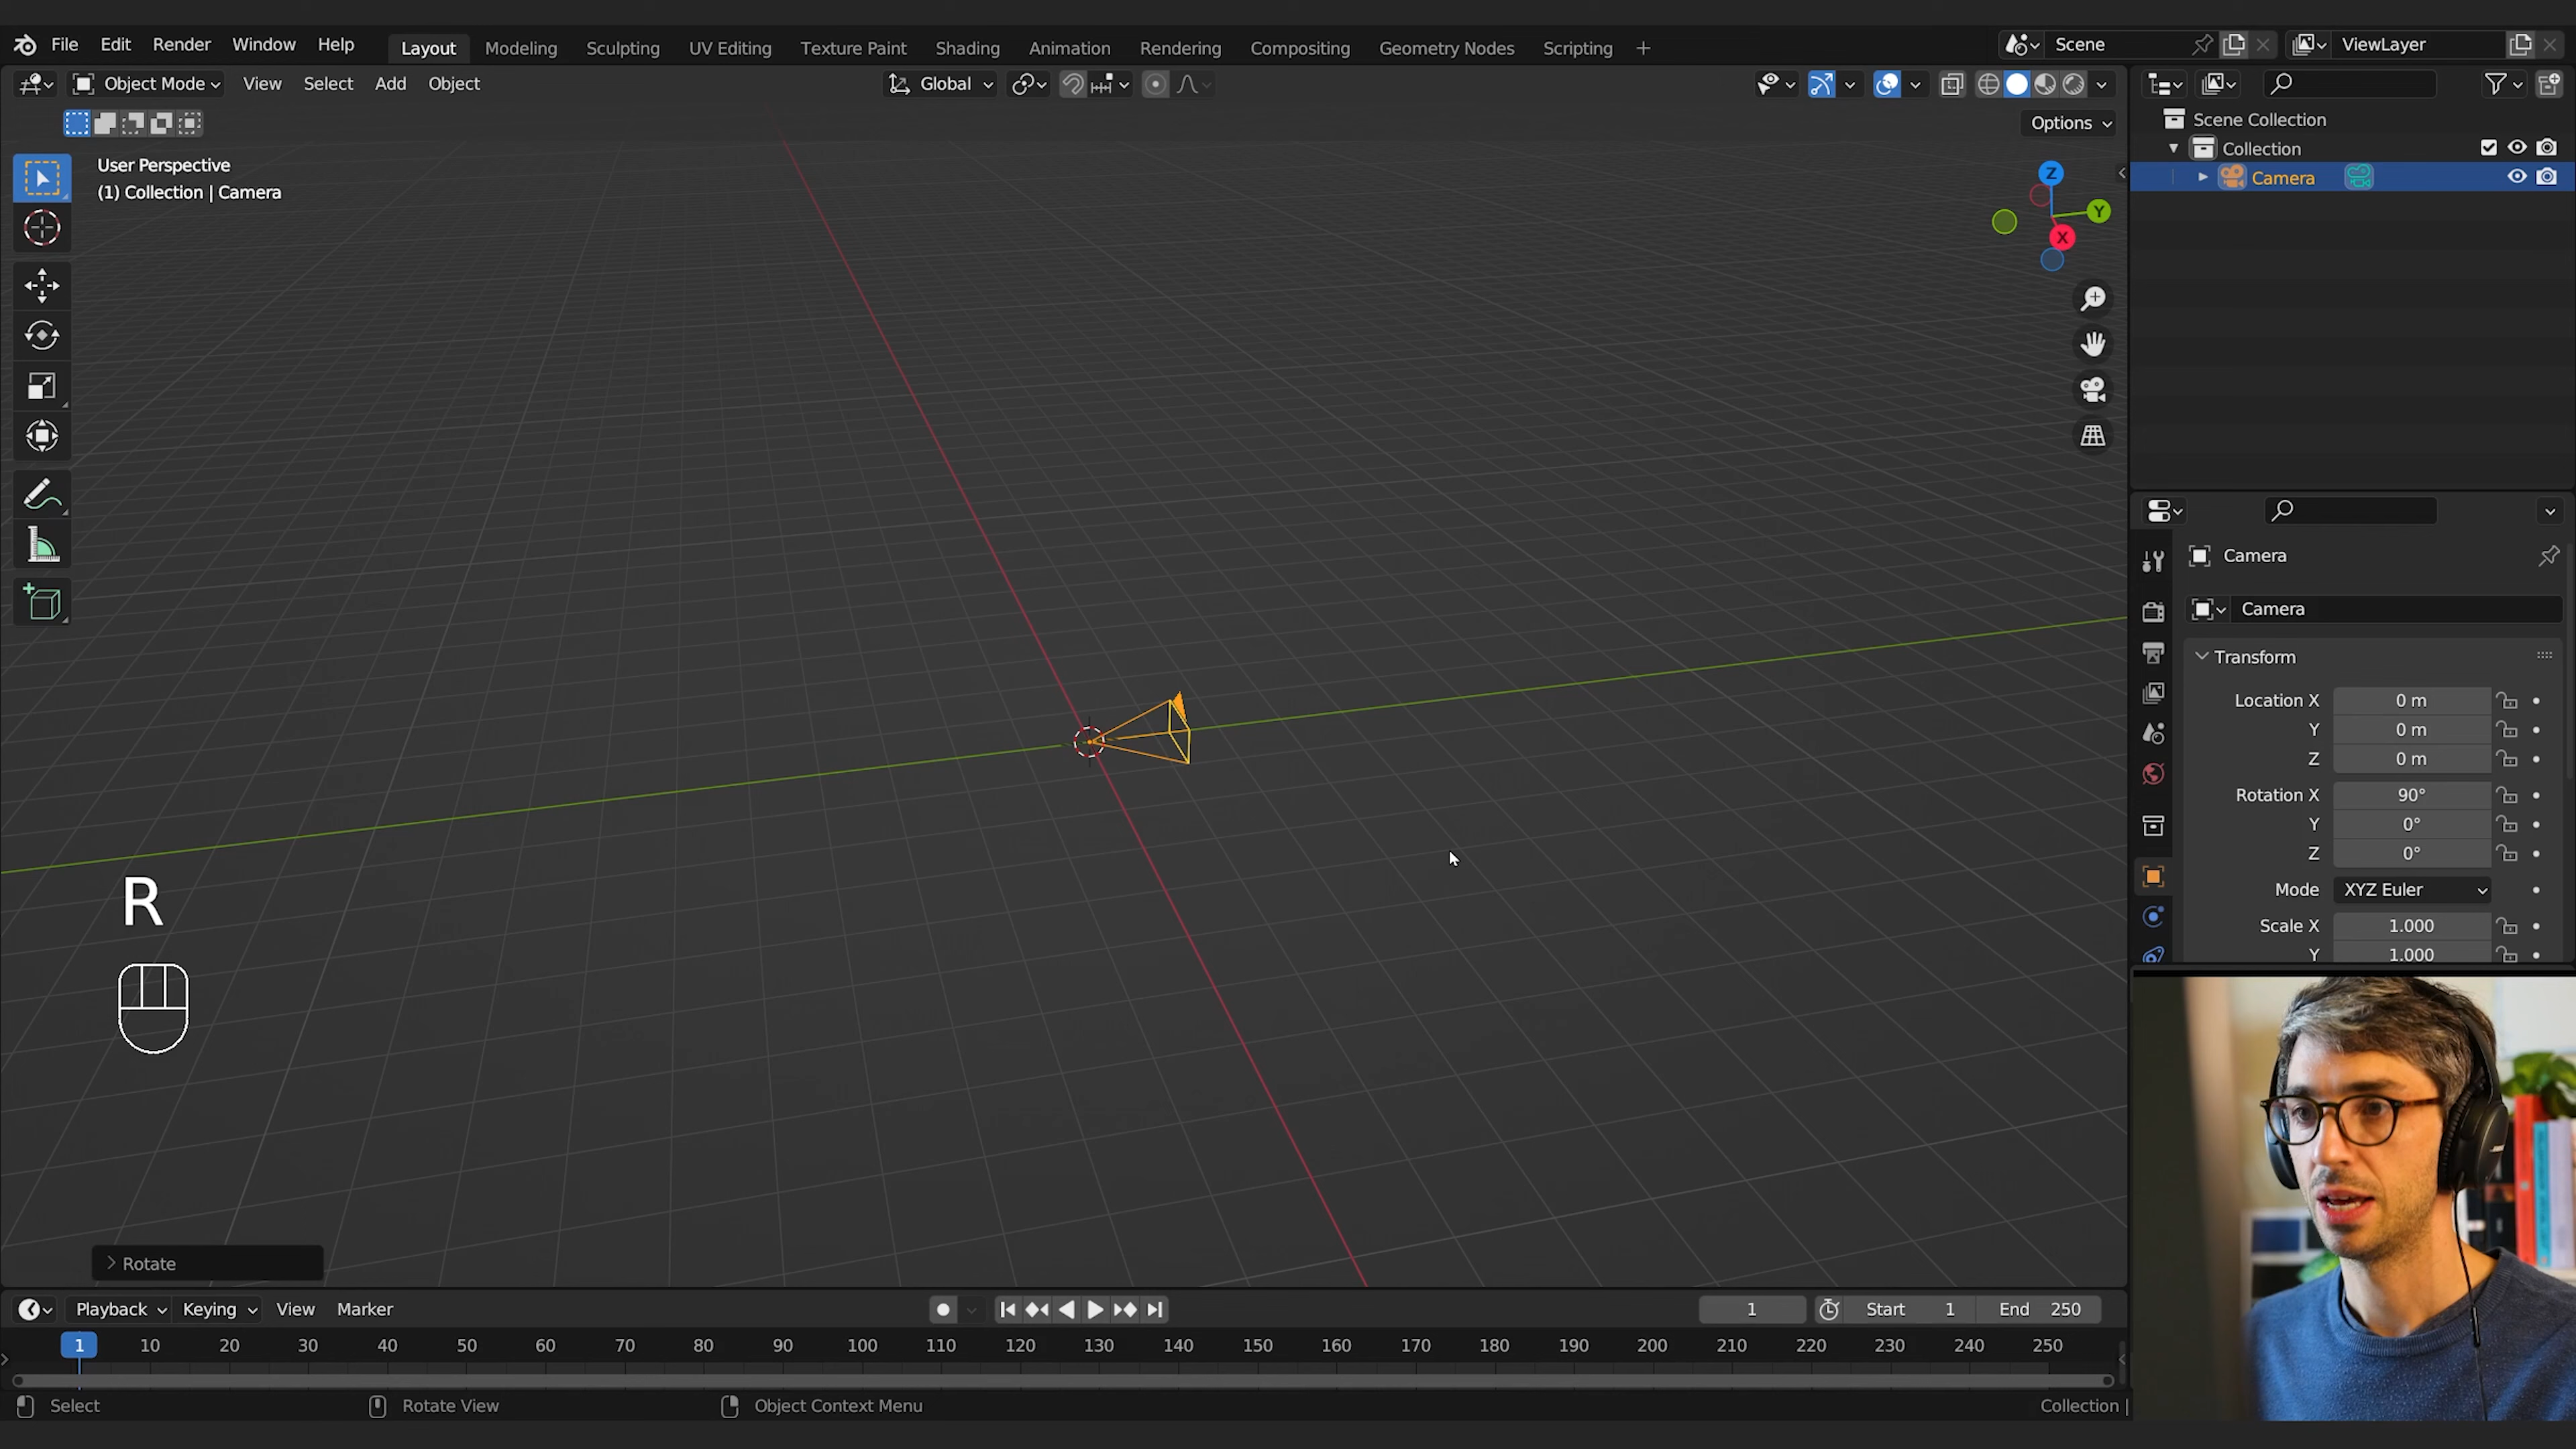 File Edit Render Window Help Layout Modeling Sculpting UV Editing Texture Paint Shading Animation Rendering Compositing Geometry Nodes Scripting + Scene ViewLayer
Object Mode View Select Add Object Global
Options
User Perspective
(1) Collection | Camera
Z
Y
X
Scene Collection
Collection
Camera
Camera
Camera
Transform
Location X 0 m
Y 0 m
Z 0 m
Rotation X 90°
Y 0°
Z 0°
Mode XYZ Euler
Scale X 1.000
Y 1.000
R
Rotate
Playback Keying View Marker 1 Start 1 End 250
1 10 20 30 40 50 60 70 80 90 100 110 120 130 140 150 160 170 180 190 200 210 220 230 240 250
Select Rotate View Object Context Menu Collection |